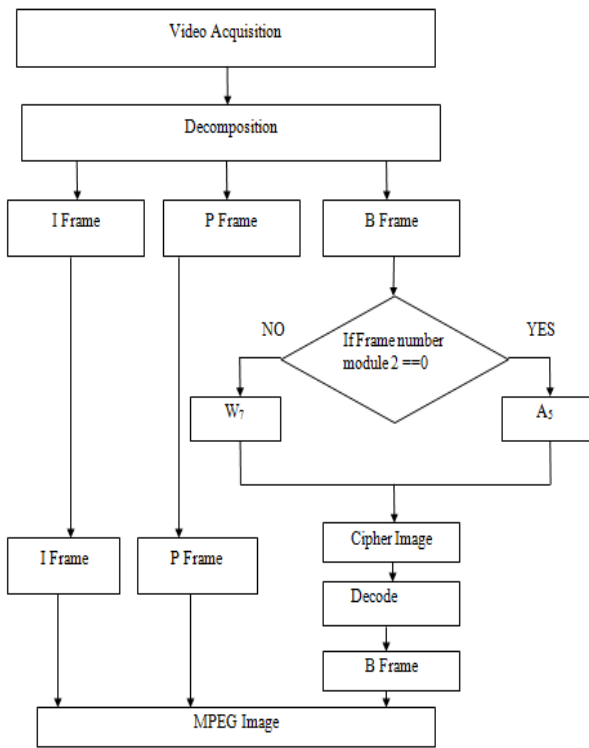 Video Acquisition
Decomposition
I Frame
P Frame
B Frame
NO
YES
If Frame number
module 2 ==0
W₇
A₅
Cipher Image
I Frame
P Frame
Decode
B Frame
MPEG Image